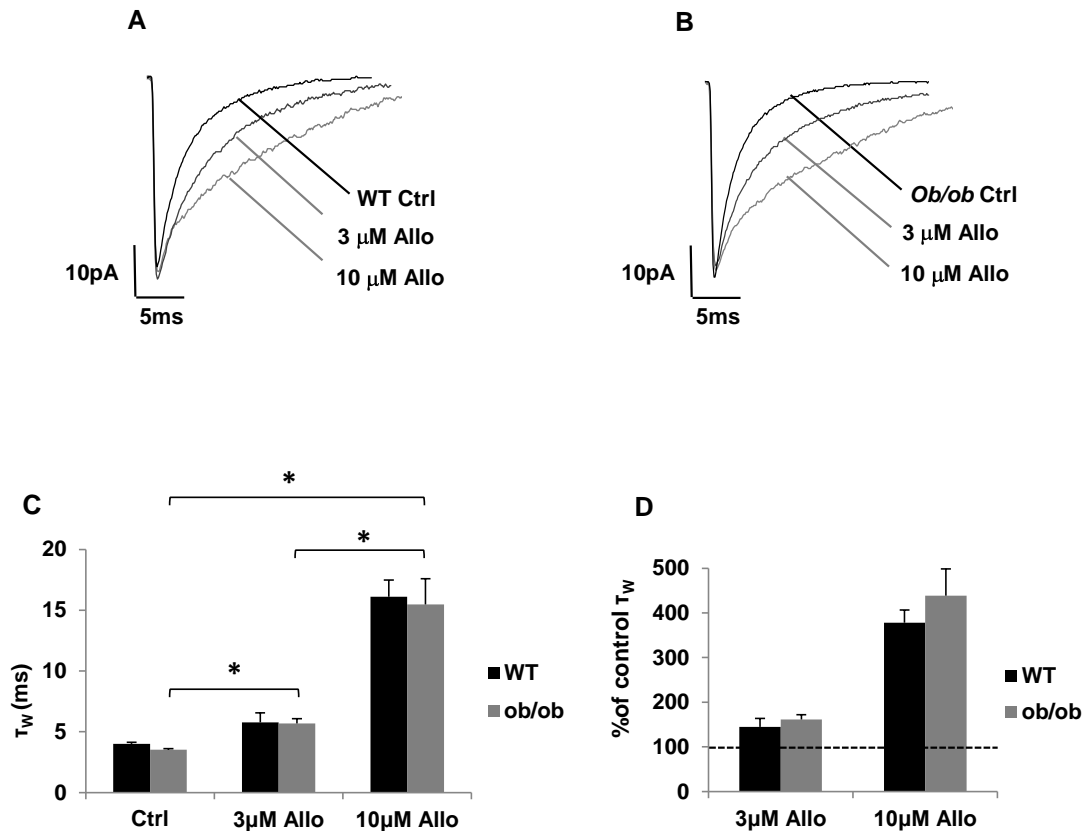 A
WT Ctrl
3 μM Allo
10 μM Allo
10pA
5ms
B
Ob/ob Ctrl
3 μM Allo
10 μM Allo
10pA
5ms
C
*
*
*
τw (ms)
20
15
10
5
0
Ctrl
3μM Allo
10μM Allo
WT
ob/ob
D
%of control τw
500
400
300
200
100
0
3μM Allo
10μM Allo
WT
ob/ob